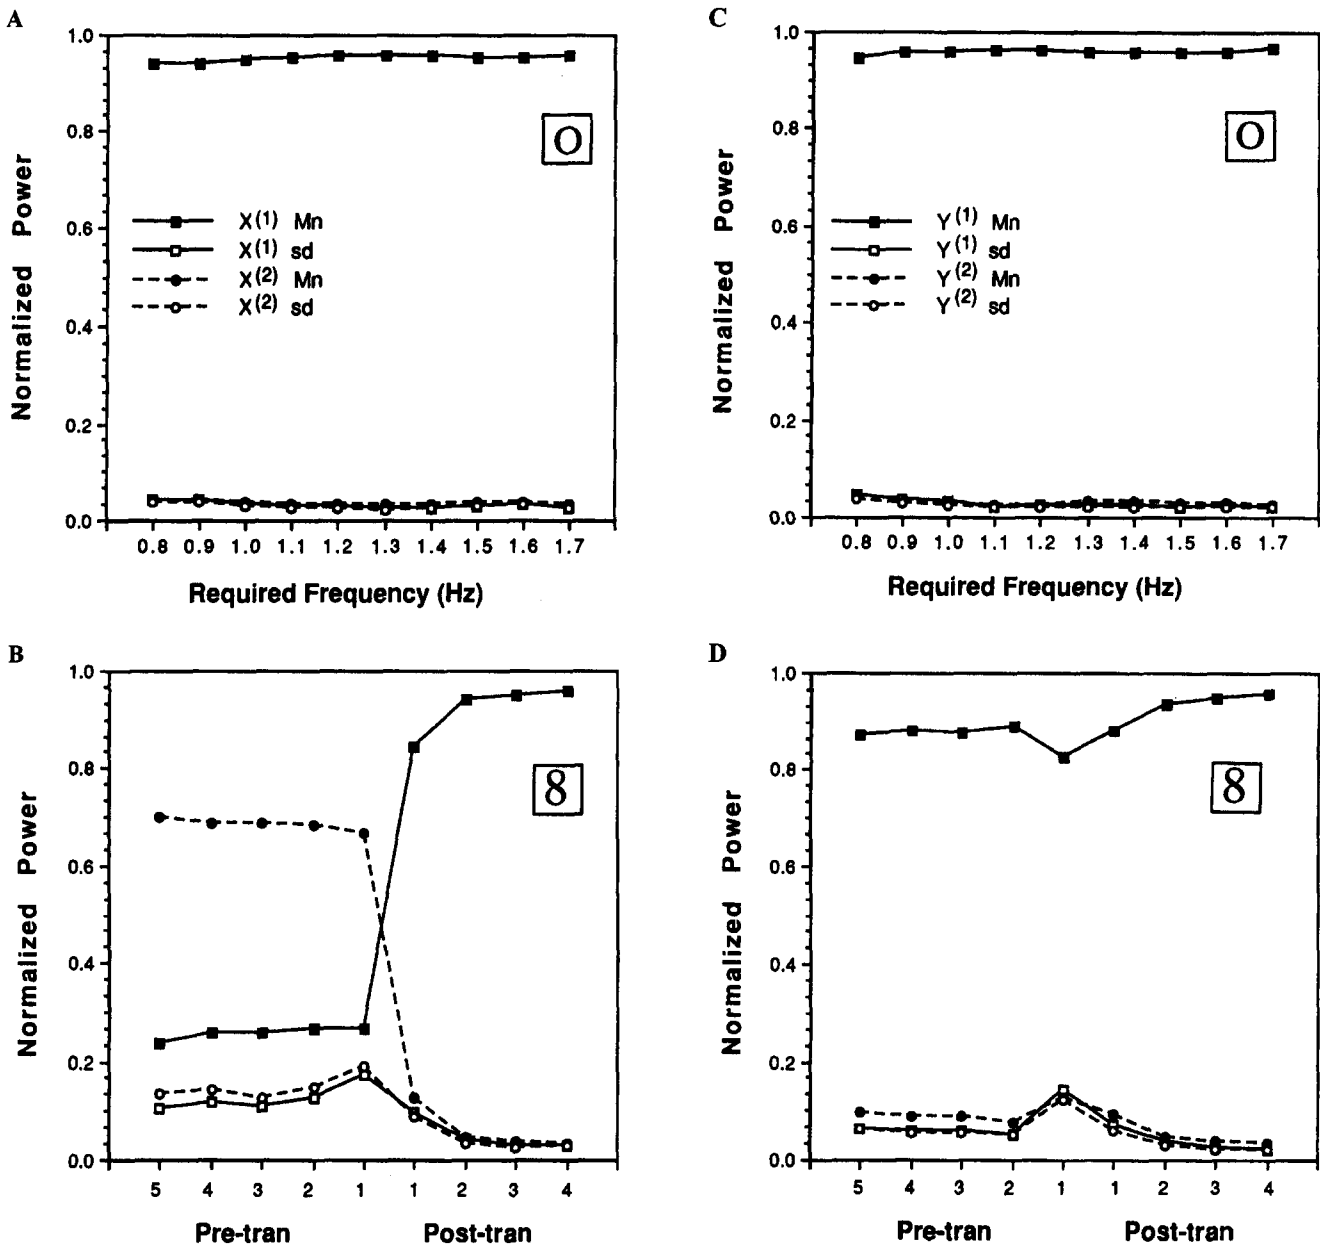 A
Normalized Power
1.0
0.8
0.6
0.4
0.2
0.0
O
X(1) Mn
X(1) sd
X(2) Mn
X(2) sd
0.8 0.9 1.0 1.1 1.2 1.3 1.4 1.5 1.6 1.7
Required Frequency (Hz)
C
Normalized Power
1.0
0.8
0.6
0.4
0.2
0.0
O
Y(1) Mn
Y(1) sd
Y(2) Mn
Y(2) sd
0.8 0.9 1.0 1.1 1.2 1.3 1.4 1.5 1.6 1.7
Required Frequency (Hz)
B
Normalized Power
1.0
0.8
0.6
0.4
0.2
0.0
8
5 4 3 2 1 1 2 3 4
Pre-tran Post-tran
D
Normalized Power
1.0
0.8
0.6
0.4
0.2
0.0
8
5 4 3 2 1 1 2 3 4
Pre-tran Post-tran